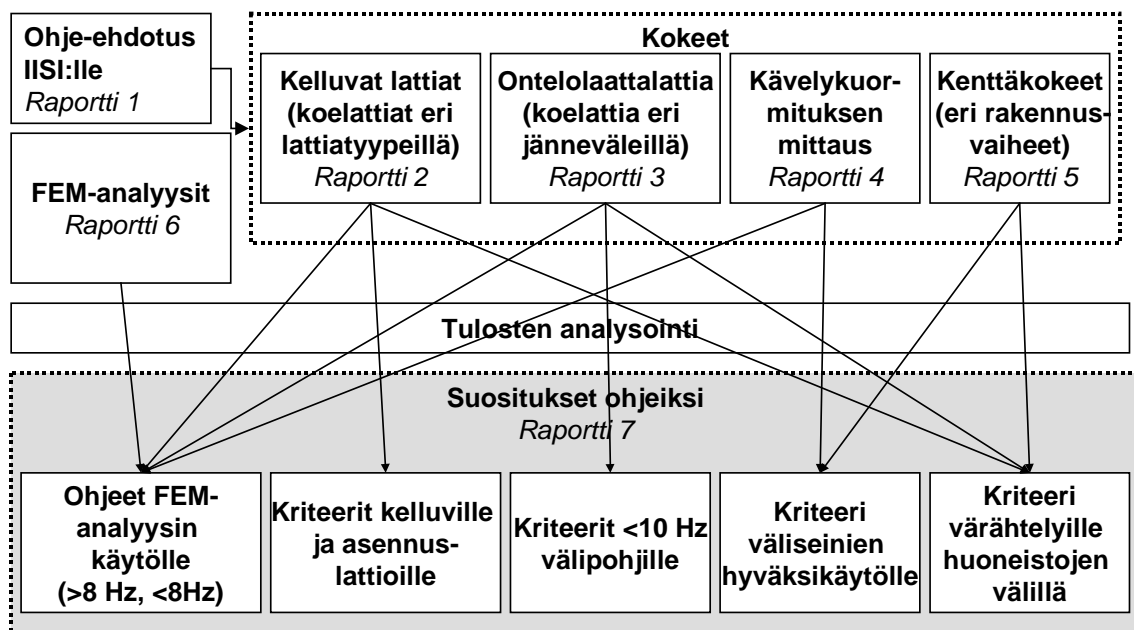 Ohje-ehdotus
IISI:lle
Raportti 1
FEM-analyysit
Raportti 6
Kokeet
Kelluvat lattiat
(koelattiat eri
lattiatyypeillä)
Raportti 2
Ontelolaattalattia
(koelattia eri
jänneväleillä)
Raportti 3
Kävelykuor-
mituksen
mittaus
Raportti 4
Kenttäkokeet
(eri rakennus-
vaiheet)
Raportti 5
Tulosten analysointi
Suositukset ohjeiksi
Raportti 7
Ohjeet FEM-
analyysin
käytölle
(>8 Hz, <8Hz)
Kriteerit kelluville
ja asennus-
lattioille
Kriteerit <10 Hz
välipohjille
Kriteeri
väliseinien
hyväksikäytölle
Kriteeri
värähtelyille
huoneistojen
välillä